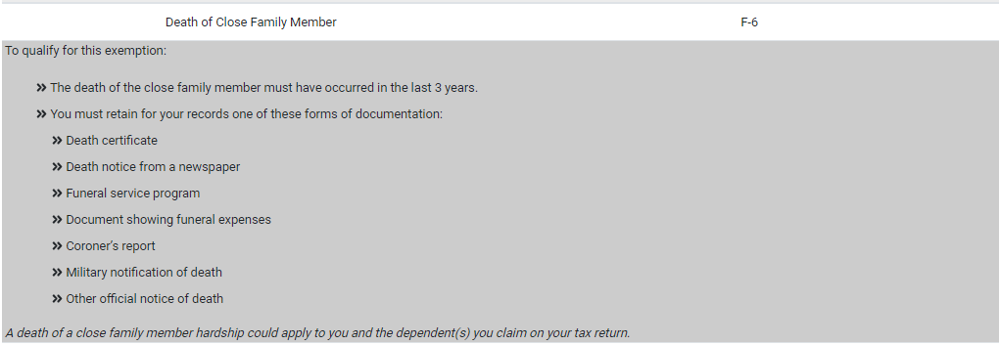 Death of Close Family Member F-6
To qualify for this exemption:
» The death of the close family member must have occurred in the last 3 years.
» You must retain for your records one of these forms of documentation:
» Death certificate
» Death notice from a newspaper
» Funeral service program
» Document showing funeral expenses
» Coroner's report
» Military notification of death
» Other official notice of death
A death of a close family member hardship could apply to you and the dependent(s) you claim on your tax return.